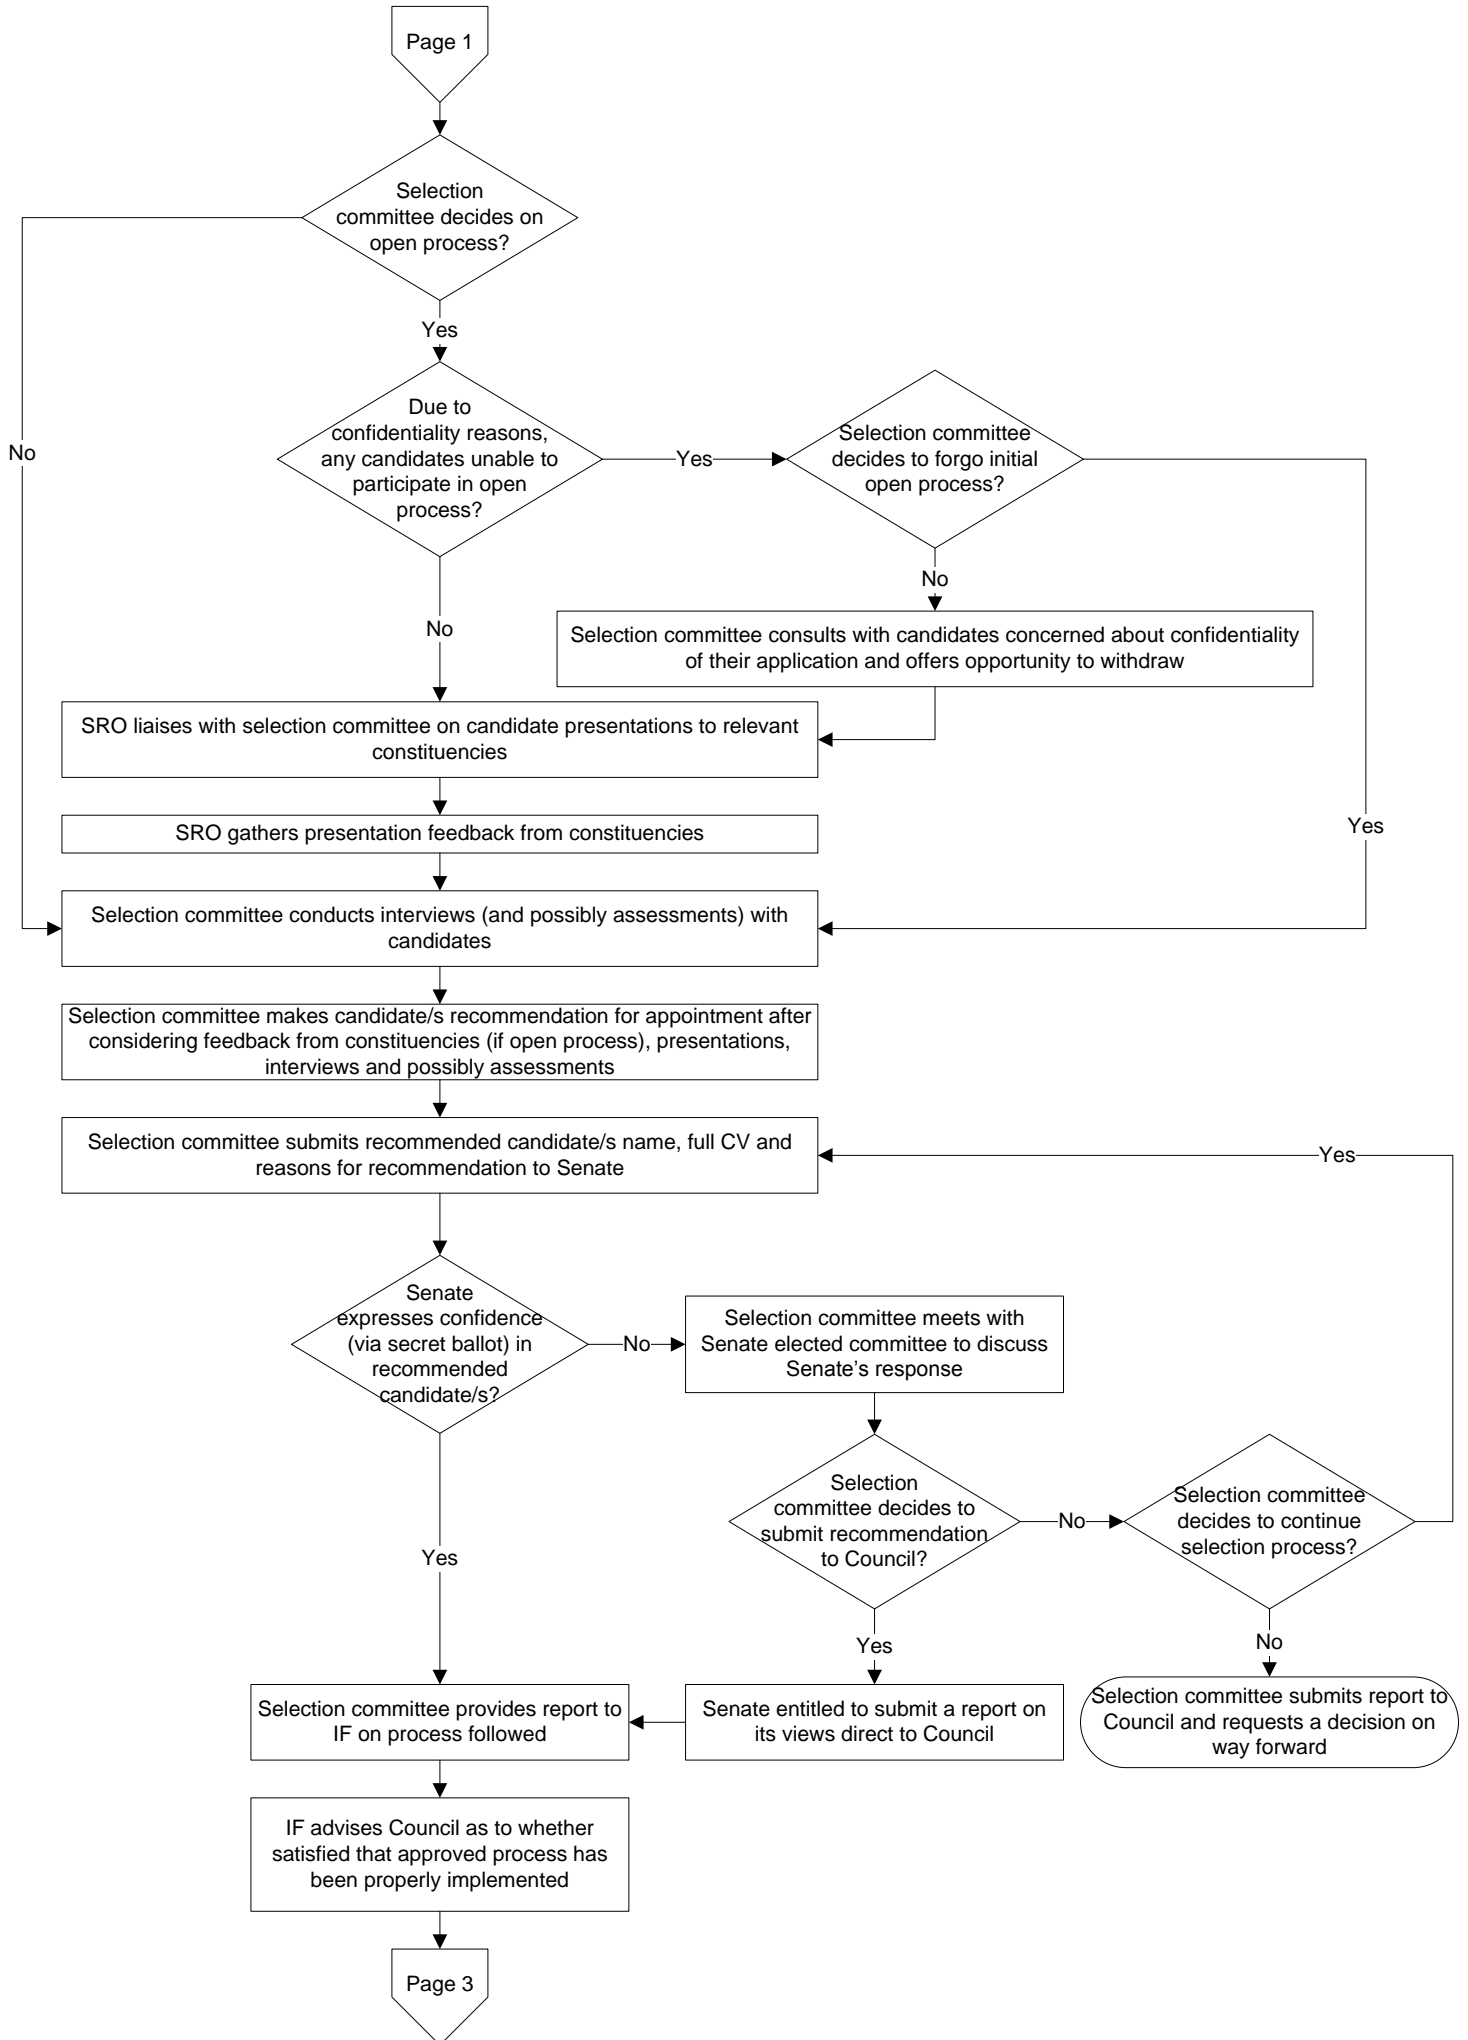 Page 1
Selection
committee decides on
open process?
Yes
No
Due to
confidentiality reasons,
any candidates unable to
participate in open
process?
Yes
Selection committee
decides to forgo initial
open process?
No
No
Selection committee consults with candidates concerned about confidentiality
of their application and offers opportunity to withdraw
SRO liaises with selection committee on candidate presentations to relevant
constituencies
SRO gathers presentation feedback from constituencies
Yes
Selection committee conducts interviews (and possibly assessments) with
candidates
Selection committee makes candidate/s recommendation for appointment after
considering feedback from constituencies (if open process), presentations,
interviews and possibly assessments
Selection committee submits recommended candidate/s name, full CV and
reasons for recommendation to Senate
Yes
Senate
expresses confidence
(via secret ballot) in
recommended
candidate/s?
No
Selection committee meets with
Senate elected committee to discuss
Senate's response
Selection
committee decides to
submit recommendation
to Council?
No
Selection committee
decides to continue
selection process?
Yes
Yes
No
Selection committee provides report to
IF on process followed
Senate entitled to submit a report on
its views direct to Council
Selection committee submits report to
Council and requests a decision on
way forward
IF advises Council as to whether
satisfied that approved process has
been properly implemented
Page 3